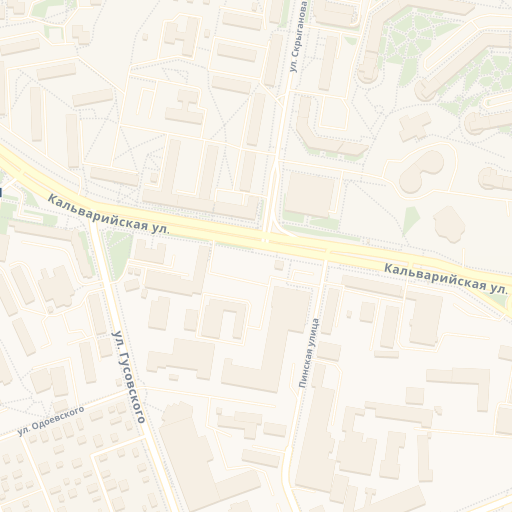 ул. Скрыганова
Кальварийская ул.
Кальварийская ул.
ул. Гусовского
Пинская улица
ул. Одоевского